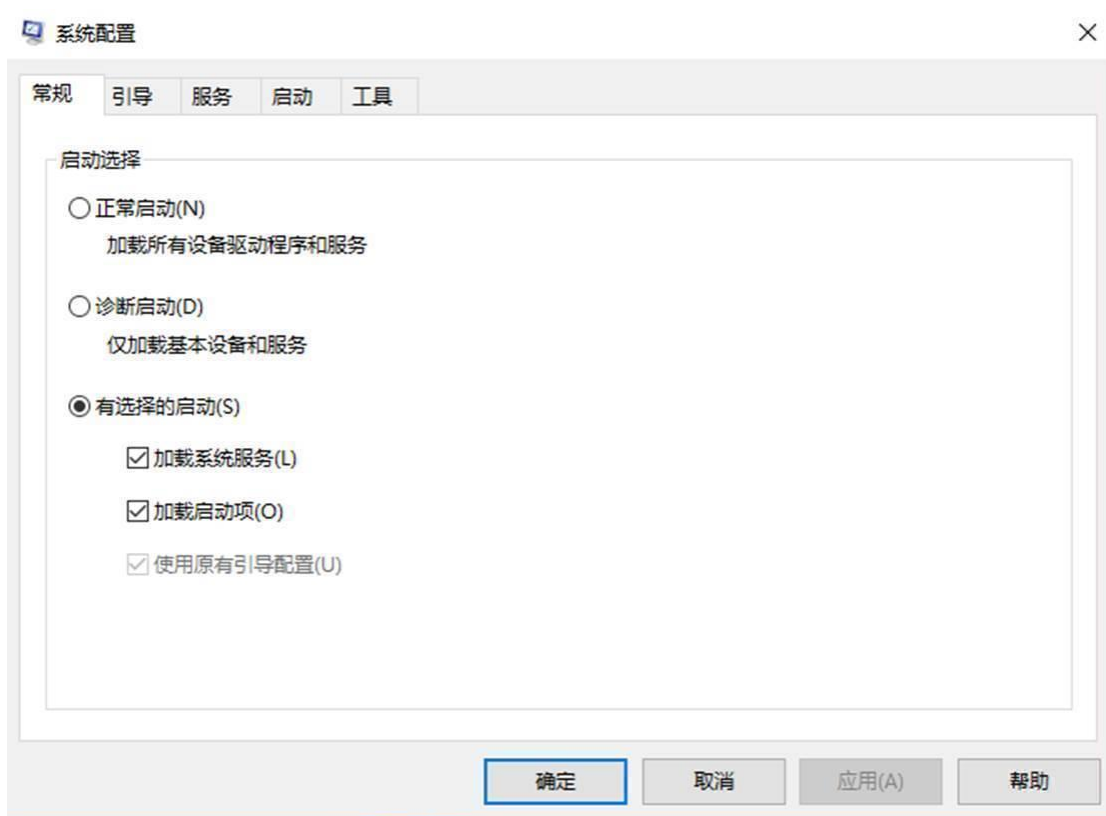 系统配置
常规 引导 服务 启动 工具
启动选择
正常启动(N)
加载所有设备驱动程序和服务
诊断启动(D)
仅加载基本设备和服务
有选择的启动(S)
加载系统服务(L)
加载启动项(O)
使用原有引导配置(U)
确定 取消 应用(A) 帮助